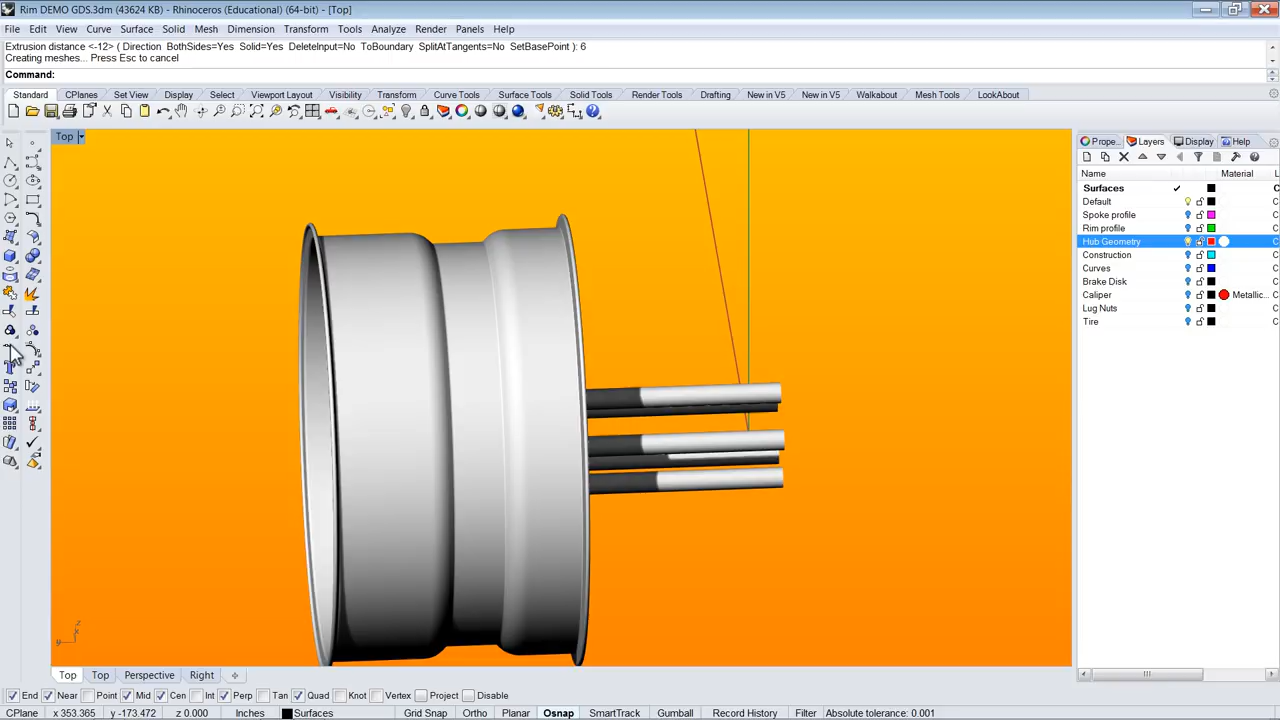 Rim DEMO GDS.3dm (43624 KB) - Rhinoceros (Educational) (64-bit) - [Top]
File Edit View Curve Surface Solid Mesh Dimension Transform Tools Analyze Render Panels Help
Extrusion distance <-12> ( Direction BothSides=Yes Solid=Yes DeleteInput=No ToBoundary SplitAtTangents=No SetBasePoint ): 6
Creating meshes... Press Esc to cancel
Command:
Standard CPlanes Set View Display Select Viewport Layout Visibility Transform Curve Tools Surface Tools Solid Tools Render Tools Drafting New in V5 New in V5 Walkabout Mesh Tools LookAbout
Top
Prope... Layers Display Help
Name Material L
Surfaces C
Default C
Spoke profile C
Rim profile C
Hub Geometry C
Construction C
Curves C
Brake Disk C
Caliper Metallic... C
Lug Nuts C
Tire C
z
x
y
Top Top Perspective Right
End Near Point Mid Cen Int Perp Tan Quad Knot Vertex Project Disable
CPlane x 353.365 y -173.472 z 0.000 Inches Surfaces Grid Snap Ortho Planar Osnap SmartTrack Gumball Record History Filter Absolute tolerance: 0.001